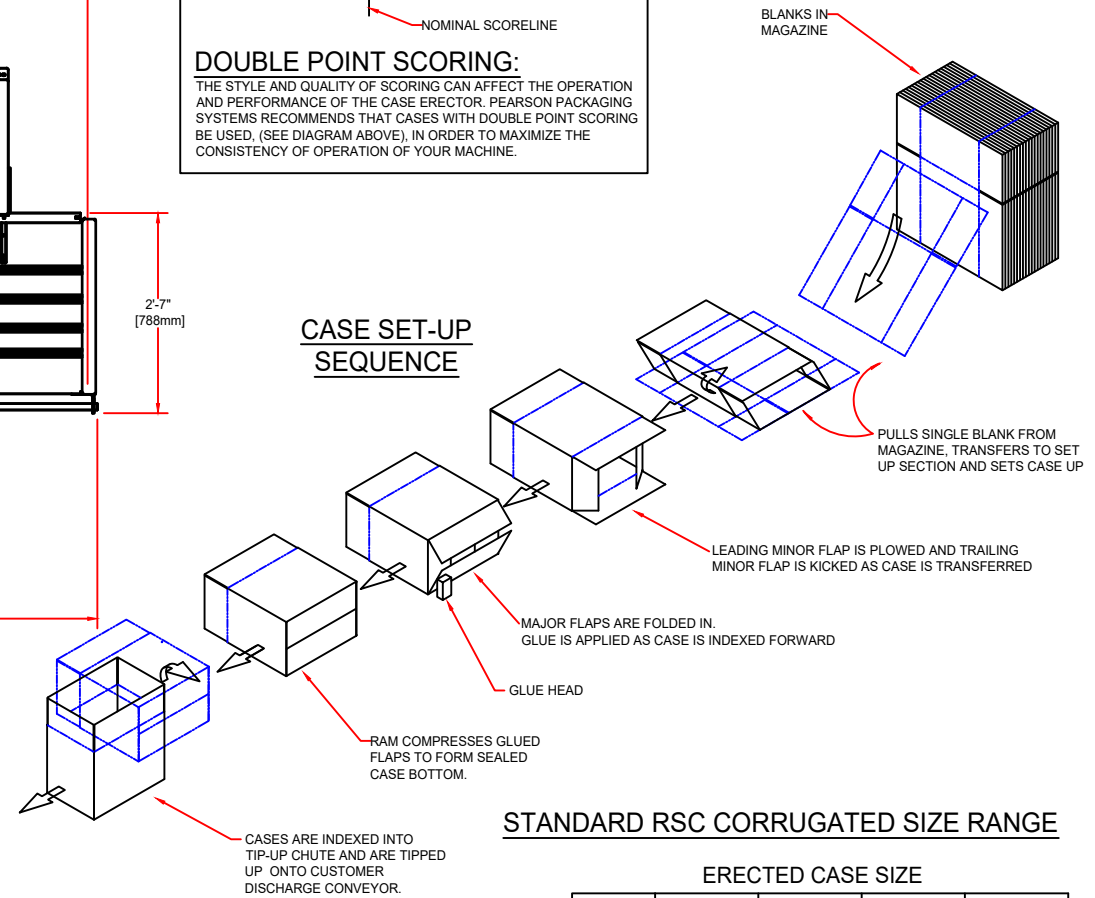 NOMINAL SCORELINE
DOUBLE POINT SCORING:
THE STYLE AND QUALITY OF SCORING CAN AFFECT THE OPERATION
AND PERFORMANCE OF THE CASE ERECTOR. PEARSON PACKAGING
SYSTEMS RECOMMENDS THAT CASES WITH DOUBLE POINT SCORING
BE USED, (SEE DIAGRAM ABOVE), IN ORDER TO MAXIMIZE THE
CONSISTENCY OF OPERATION OF YOUR MACHINE.
BLANKS IN
MAGAZINE
2'-7"
[788mm]
CASE SET-UP
SEQUENCE
PULLS SINGLE BLANK FROM
MAGAZINE, TRANSFERS TO SET
UP SECTION AND SETS CASE UP
LEADING MINOR FLAP IS PLOWED AND TRAILING
MINOR FLAP IS KICKED AS CASE IS TRANSFERRED
MAJOR FLAPS ARE FOLDED IN.
GLUE IS APPLIED AS CASE IS INDEXED FORWARD
GLUE HEAD
RAM COMPRESSES GLUED
FLAPS TO FORM SEALED
CASE BOTTOM.
CASES ARE INDEXED INTO
TIP-UP CHUTE AND ARE TIPPED
UP ONTO CUSTOMER
DISCHARGE CONVEYOR.
STANDARD RSC CORRUGATED SIZE RANGE
ERECTED CASE SIZE